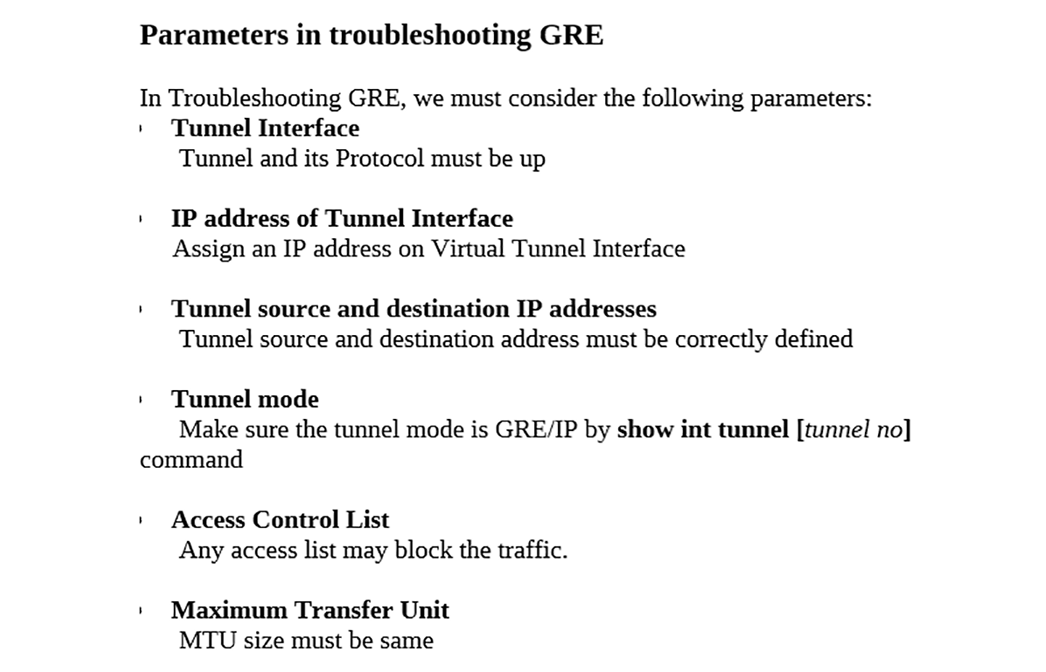 Parameters in troubleshooting GRE
In Troubleshooting GRE, we must consider the following parameters:
Tunnel Interface
Tunnel and its Protocol must be up
IP address of Tunnel Interface
Assign an IP address on Virtual Tunnel Interface
Tunnel source and destination IP addresses
Tunnel source and destination address must be correctly defined
Tunnel mode
Make sure the tunnel mode is GRE/IP by show int tunnel [tunnel no]
command
Access Control List
Any access list may block the traffic.
Maximum Transfer Unit
MTU size must be same